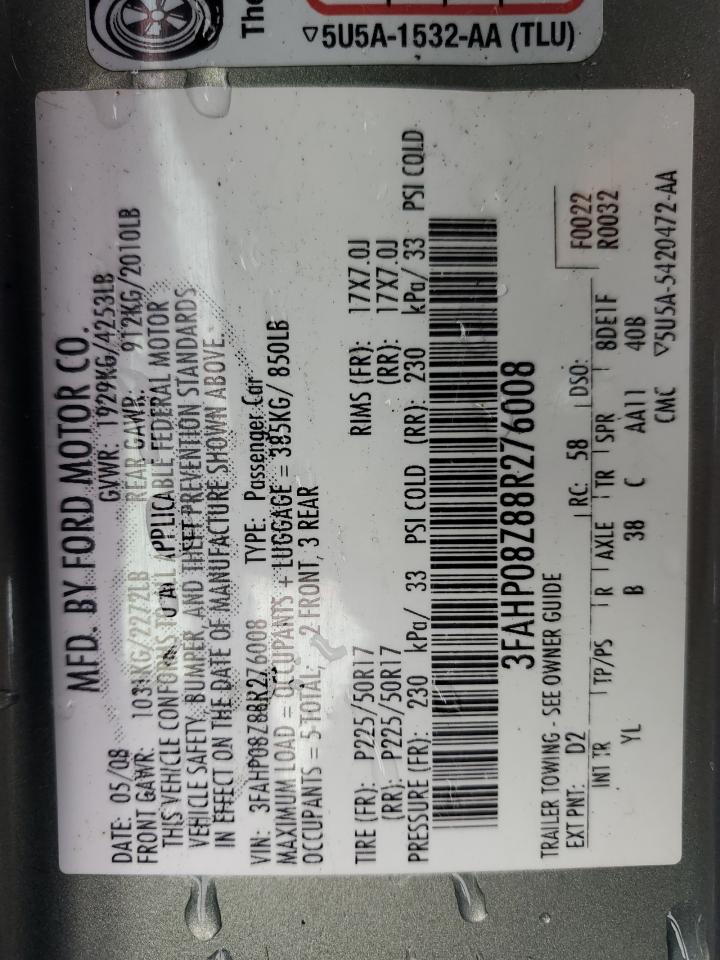 The
▽5U5A-1532-AA (TLU)
MFD. BY FORD MOTOR CO.
DATE: 05/08 GVWR: 1929KG/4253LB
FRONT GAWR: 1031KG/2272LB REAR GAWR: 912KG/2010LB
THIS VEHICLE CONFORMS TO ALL APPLICABLE FEDERAL MOTOR
VEHICLE SAFETY, BUMPER, AND THEFT PREVENTION STANDARDS
IN EFFECT ON THE DATE OF MANUFACTURE SHOWN ABOVE.
VIN: 3FAHP08Z88R276008 TYPE: Passenger Car
MAXIMUM LOAD = OCCUPANTS + LUGGAGE = 385KG/ 850LB
OCCUPANTS = 5 TOTAL; 2 FRONT, 3 REAR
TIRE (FR): P225/50R17 RIMS (FR): 17X7.0J
(RR): P225/50R17 (RR): 17X7.0J
PRESSURE (FR): 230 kPa/ 33 PSI COLD (RR): 230 kPa/ 33 PSI COLD
3FAHP08Z88R276008
TRAILER TOWING - SEE OWNER GUIDE F0022
EXT PNT: D2 RC: 58 DSO: R0032
INT TR TP/PS R AXLE TR SPR 8DE1F
YL B 38 C AA11 40B
CMC ▽5U5A-5420472-AA